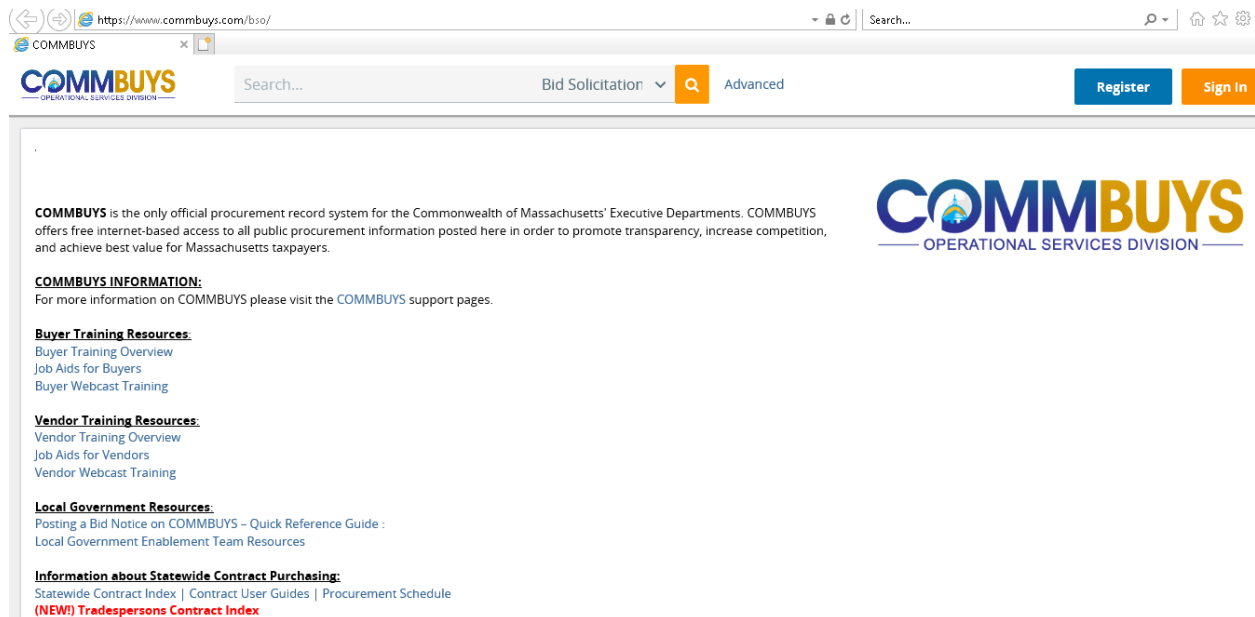 https://www.commbuys.com/bso/
Search...
COMMBUYS
COMMBUYS
OPERATIONAL SERVICES DIVISION
Search...
Bid Solicitation
Advanced
Register
Sign In
COMMBUYS is the only official procurement record system for the Commonwealth of Massachusetts' Executive Departments. COMMBUYS
offers free internet-based access to all public procurement information posted here in order to promote transparency, increase competition,
and achieve best value for Massachusetts taxpayers.
COMMBUYS
OPERATIONAL SERVICES DIVISION
COMMBUYS INFORMATION:
For more information on COMMBUYS please visit the COMMBUYS support pages.
Buyer Training Resources:
Buyer Training Overview
Job Aids for Buyers
Buyer Webcast Training
Vendor Training Resources:
Vendor Training Overview
Job Aids for Vendors
Vendor Webcast Training
Local Government Resources:
Posting a Bid Notice on COMMBUYS – Quick Reference Guide :
Local Government Enablement Team Resources
Information about Statewide Contract Purchasing:
Statewide Contract Index | Contract User Guides | Procurement Schedule
(NEW!) Tradespersons Contract Index